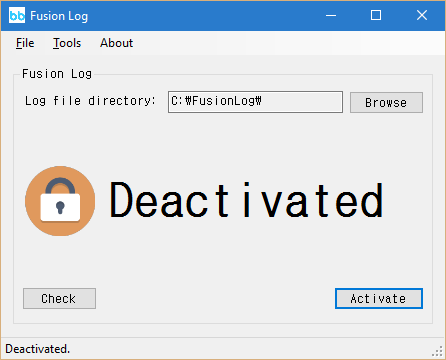 bb Fusion Log
File Tools About
Fusion Log
Log file directory: C:₩FusionLog₩ Browse
Deactivated
Check Activate
Deactivated.